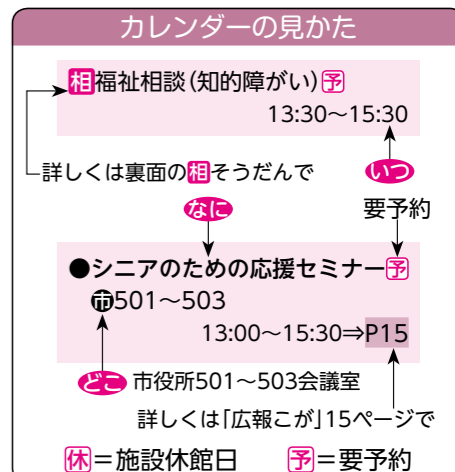 カレンダーの見かた
相福祉相談(知的障がい)予
13:30～15:30
詳しくは裏面の相そうだんで
いつ
なに
要予約
●シニアのための応援セミナー予
市501～503
13:00～15:30⇒P15
どこ 市役所501～503会議室
詳しくは「広報こが」15ページで
休＝施設休館日 予＝要予約